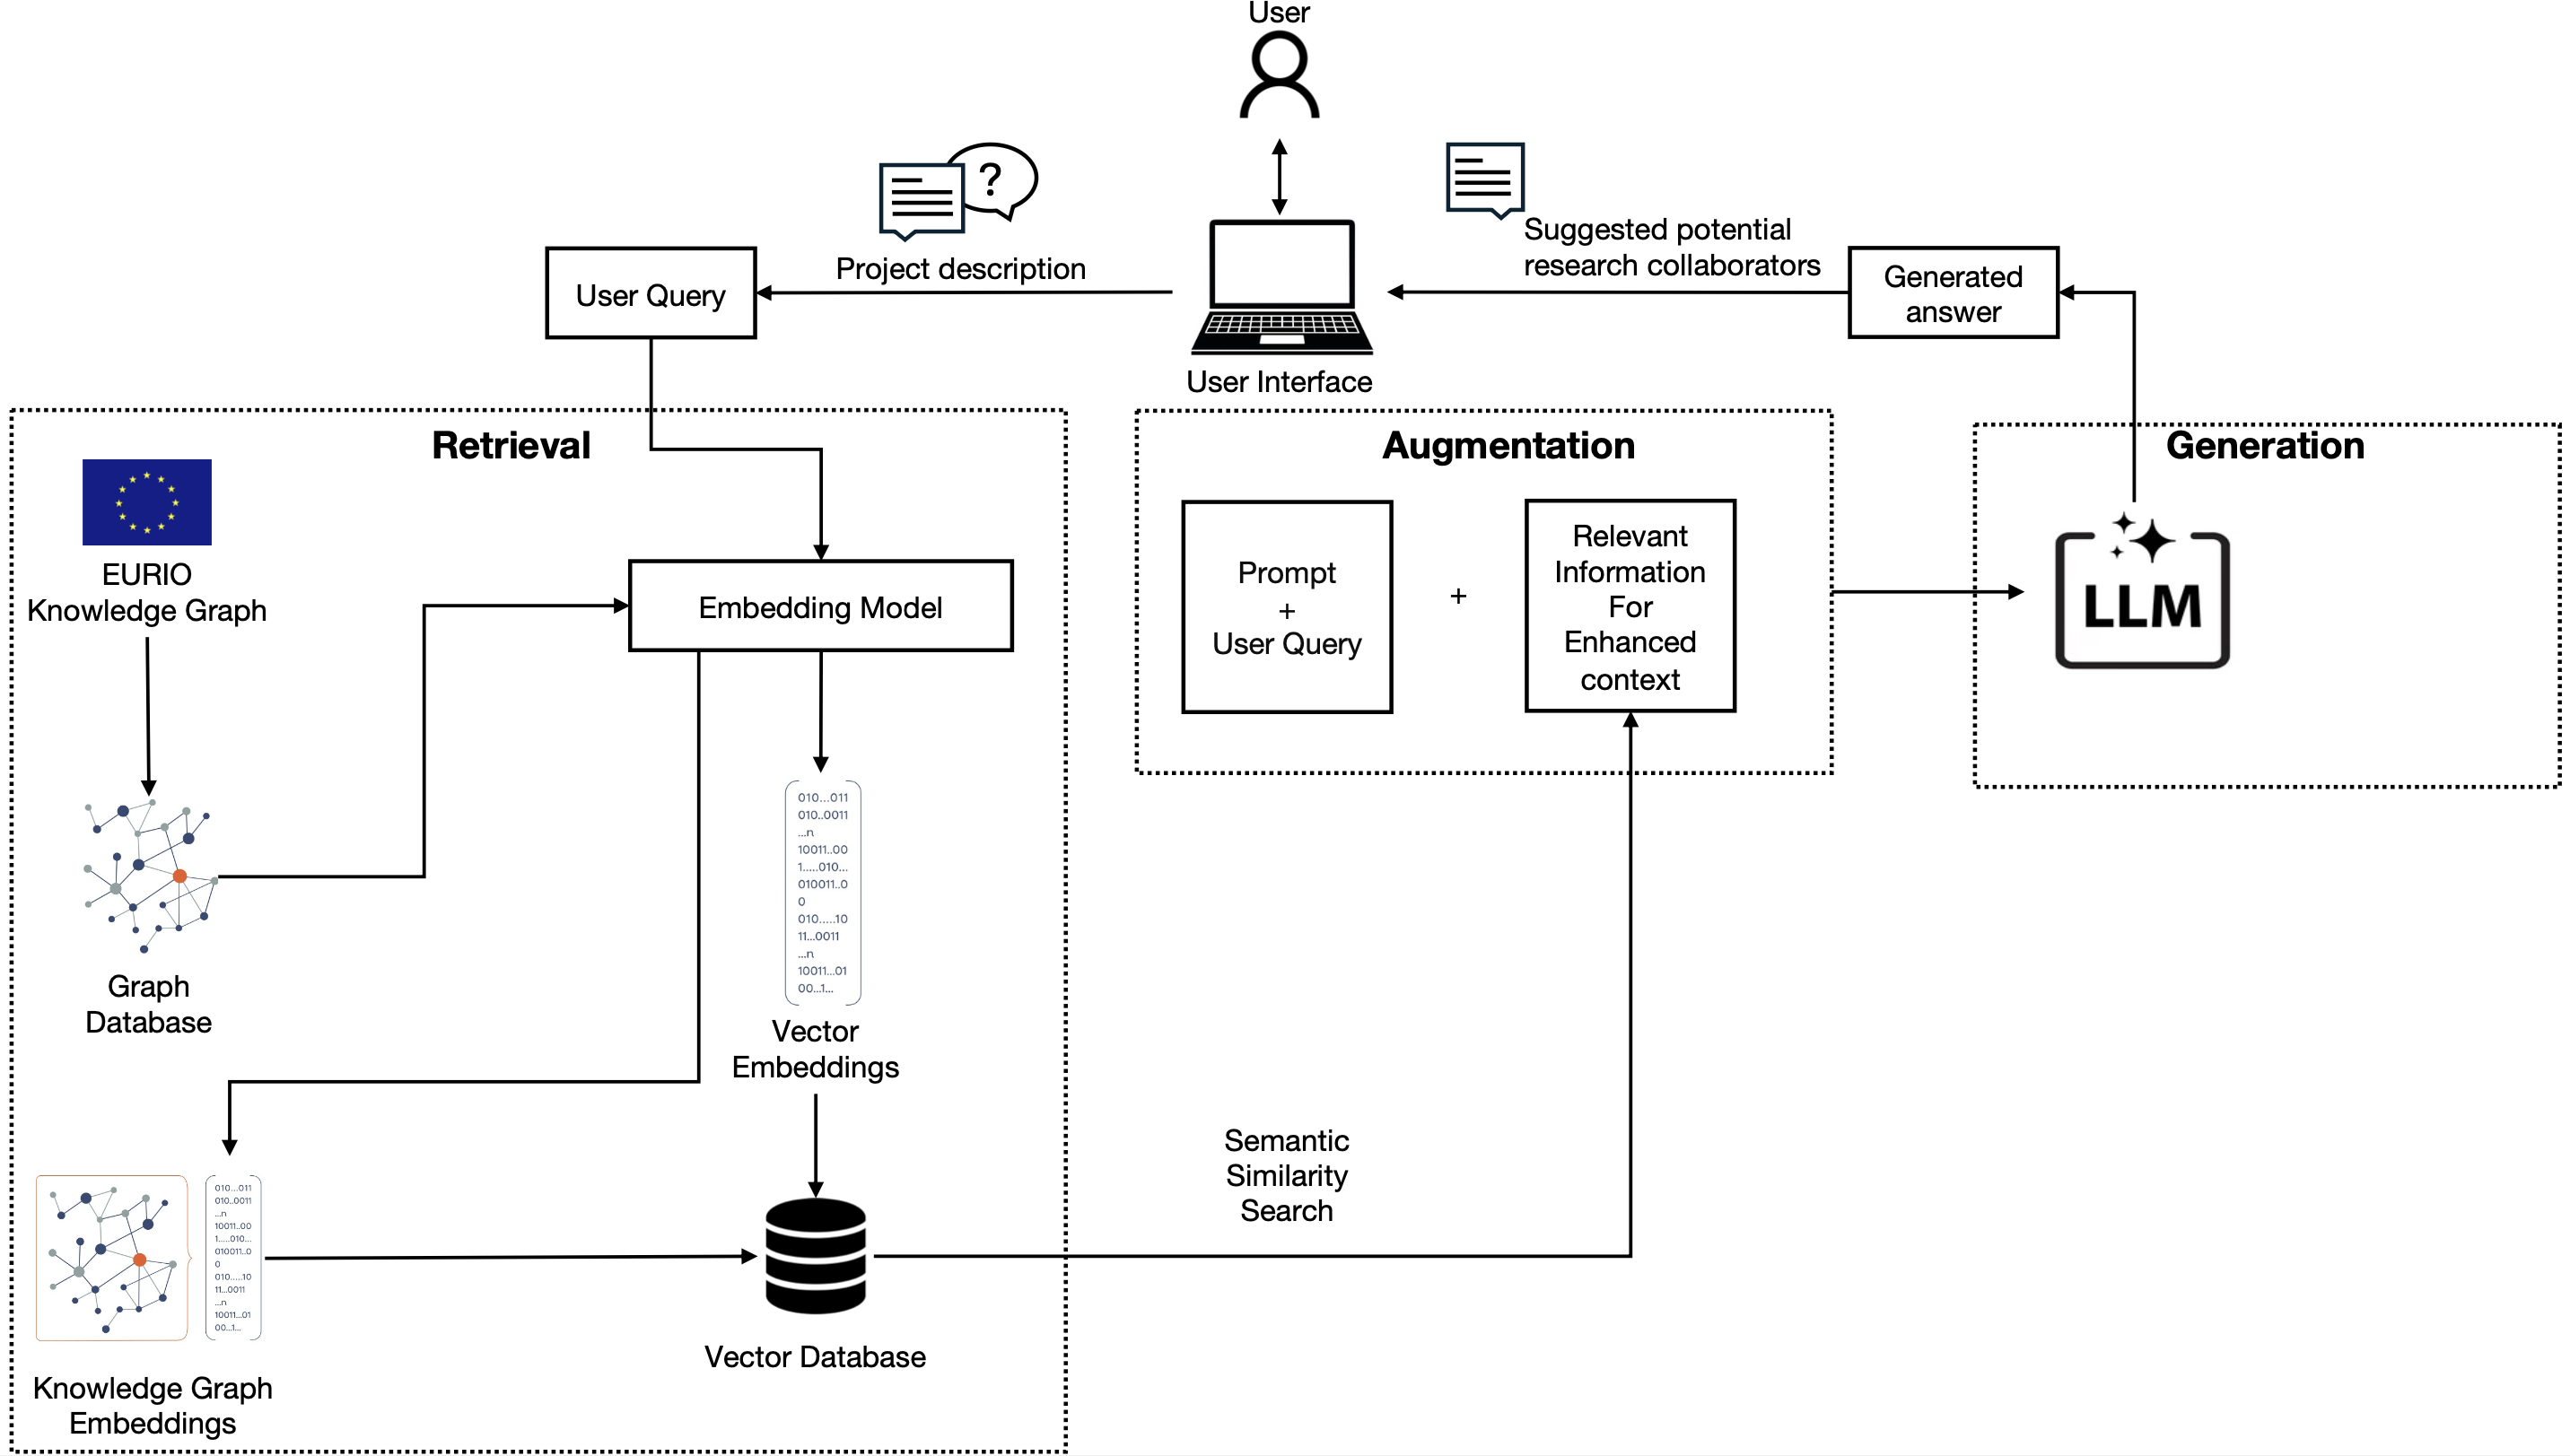 User
?
Project description
Suggested potential
research collaborators
User Query
Generated
answer
User Interface
Retrieval
Augmentation
Generation
EURIO
Knowledge Graph
Embedding Model
Prompt
+
User Query
+
Relevant
Information
For
Enhanced
context
LLM
010...011
010..0011
...n
10011..00
1.....010...
010011..0
0
010.....10
11...0011
...n
10011...01
00...1...
Graph
Database
Vector
Embeddings
Semantic
Similarity
Search
010...011
010..0011
...n
10011..00
1.....010...
010011..0
0
010.....10
11...0011
...n
10011...01
00...1...
Vector Database
Knowledge Graph
Embeddings